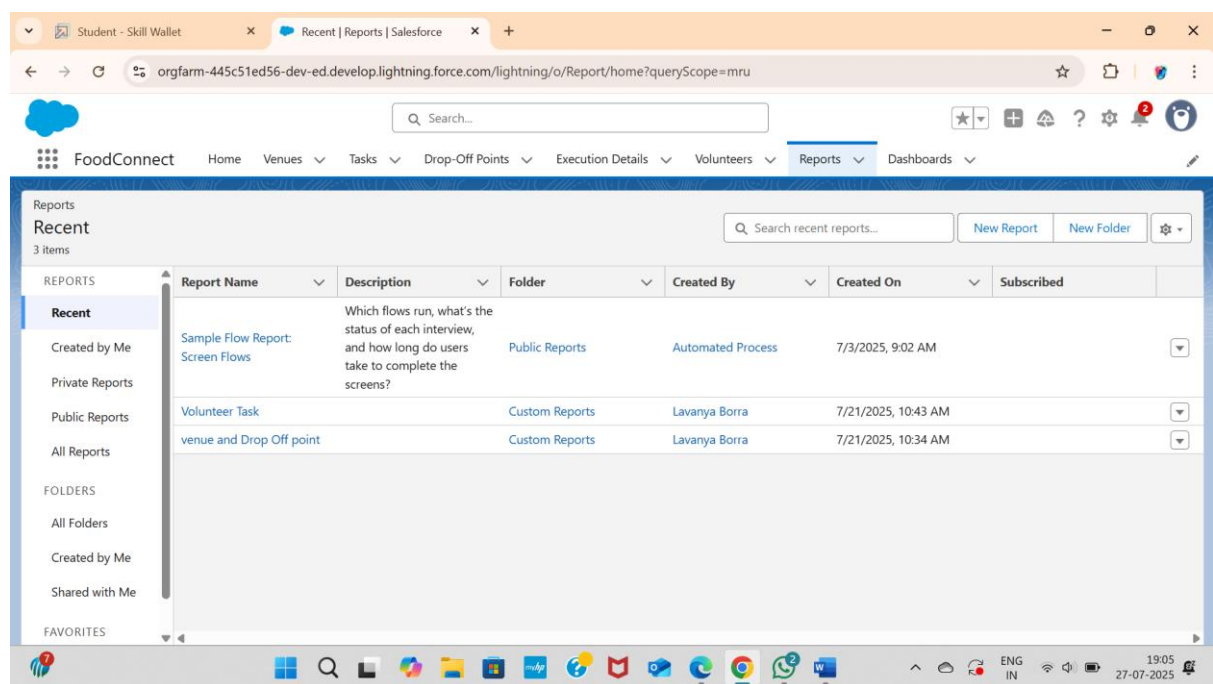 Student - Skill Wallet
Recent | Reports | Salesforce
orgfarm-445c51ed56-dev-ed.develop.lightning.force.com/lightning/o/Report/home?queryScope=mru
Search...
2
FoodConnect Home Venues Tasks Drop-Off Points Execution Details Volunteers Reports Dashboards
Reports
Recent
3 items
Search recent reports...
New Report
New Folder
REPORTS
Recent
Created by Me
Private Reports
Public Reports
All Reports
FOLDERS
All Folders
Created by Me
Shared with Me
FAVORITES
Report Name Description Folder Created By Created On Subscribed
Sample Flow Report:
Screen Flows
Which flows run, what's the
status of each interview,
and how long do users
take to complete the
screens?
Public Reports Automated Process 7/3/2025, 9:02 AM
Volunteer Task Custom Reports Lavanya Borra 7/21/2025, 10:43 AM
venue and Drop Off point Custom Reports Lavanya Borra 7/21/2025, 10:34 AM
7
myhp
2
W
ENG
IN
19:05
27-07-2025